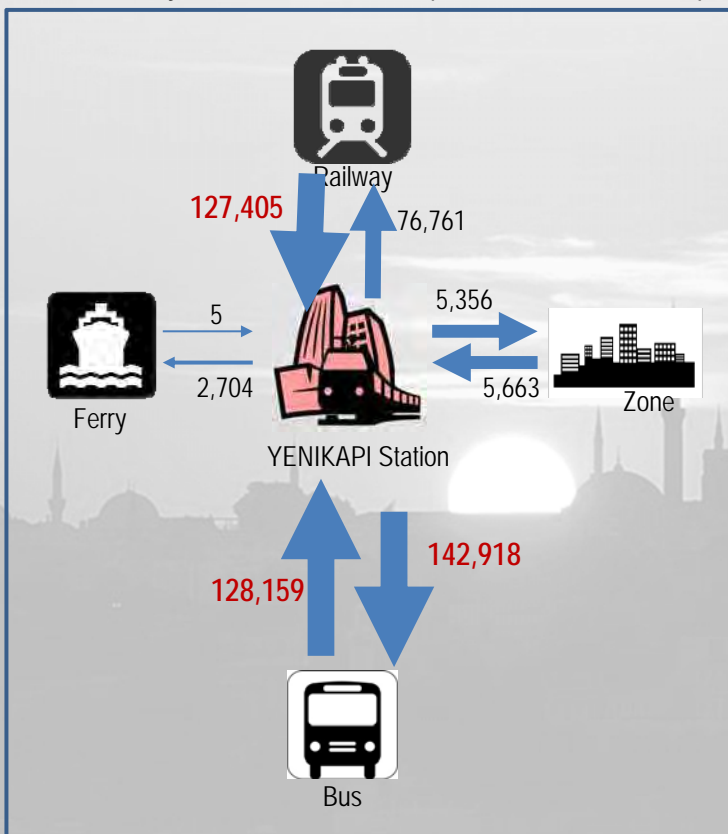 Railway
127,405
76,761
5
5,356
2,704
5,663
Ferry
Zone
YENIKAPI Station
128,159
142,918
Bus